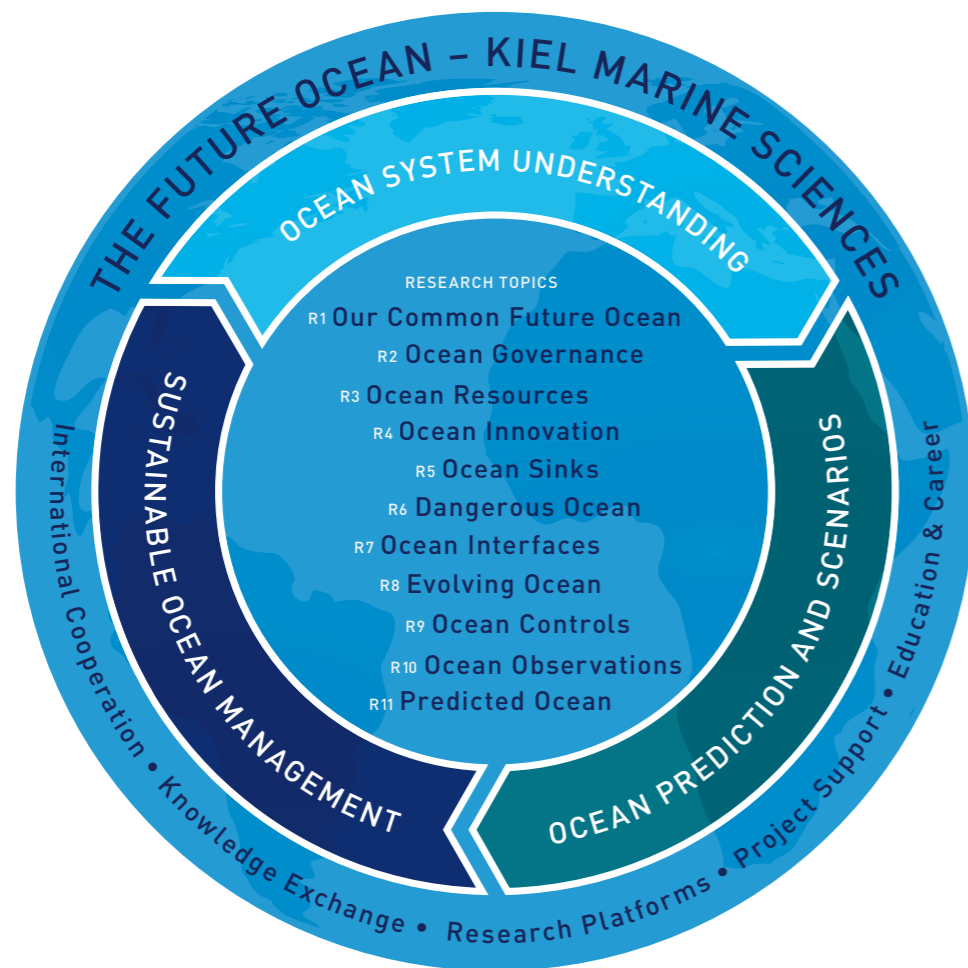 THE FUTURE OCEAN – KIEL MARINE SCIENCES
OCEAN SYSTEM UNDERSTANDING
RESEARCH TOPICS
R1 Our Common Future Ocean
R2 Ocean Governance
R3 Ocean Resources
R4 Ocean Innovation
R5 Ocean Sinks
R6 Dangerous Ocean
R7 Ocean Interfaces
R8 Evolving Ocean
R9 Ocean Controls
R10 Ocean Observations
R11 Predicted Ocean
OCEAN PREDICTION AND SCENARIOS
SUSTAINABLE OCEAN MANAGEMENT
International Cooperation • Knowledge Exchange • Research Platforms • Project Support • Education & Career